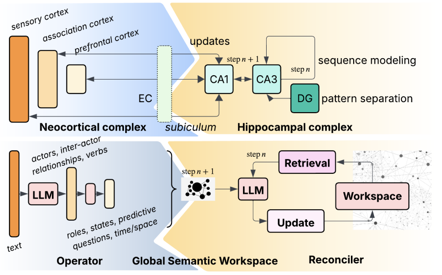 sensory cortex
association cortex
prefrontal cortex
updates
step n + 1
CA1
CA3
step n
sequence modeling
EC
DG
pattern separation
Neocortical complex
subiculum
Hippocampal complex
actors, inter-actor
relationships, verbs
step n + 1
step n
Retrieval
LLM
LLM
Workspace
Update
roles, states, predictive
questions, time/space
text
Operator
Global Semantic Workspace
Reconciler